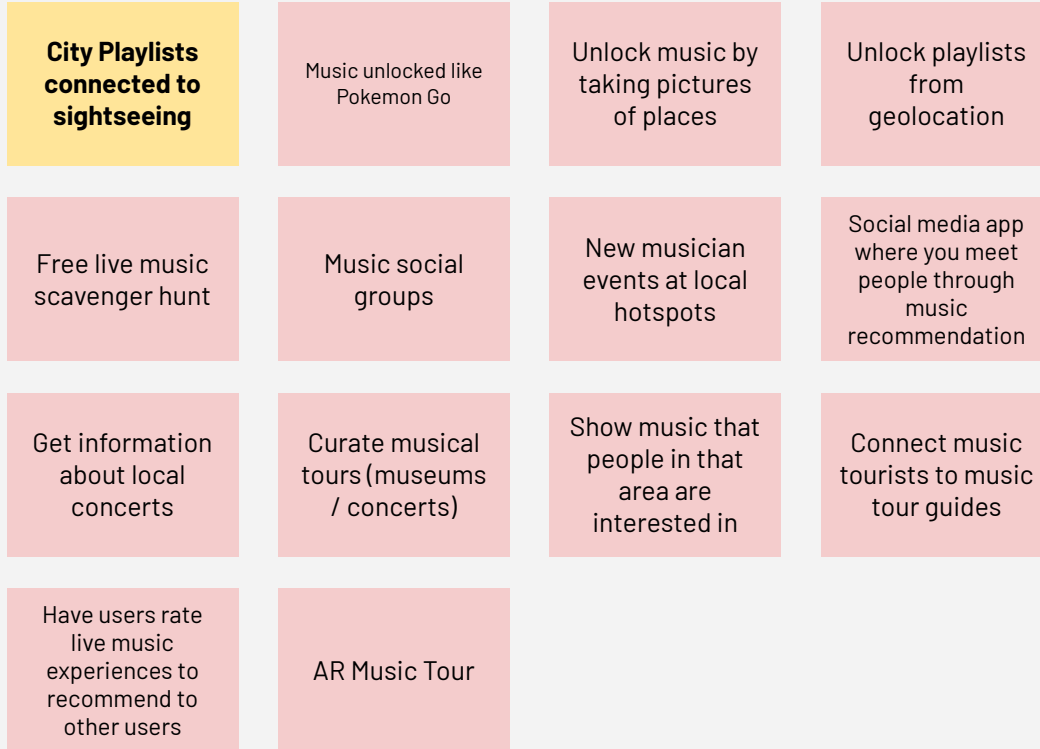 City Playlists
connected to
sightseeing
Music unlocked like
Pokemon Go
Unlock music by
taking pictures
of places
Unlock playlists
from
geolocation
Free live music
scavenger hunt
Music social
groups
New musician
events at local
hotspots
Social media app
where you meet
people through
music
recommendation
Get information
about local
concerts
Curate musical
tours (museums
/ concerts)
Show music that
people in that
area are
interested in
Connect music
tourists to music
tour guides
Have users rate
live music
experiences to
recommend to
other users
AR Music Tour